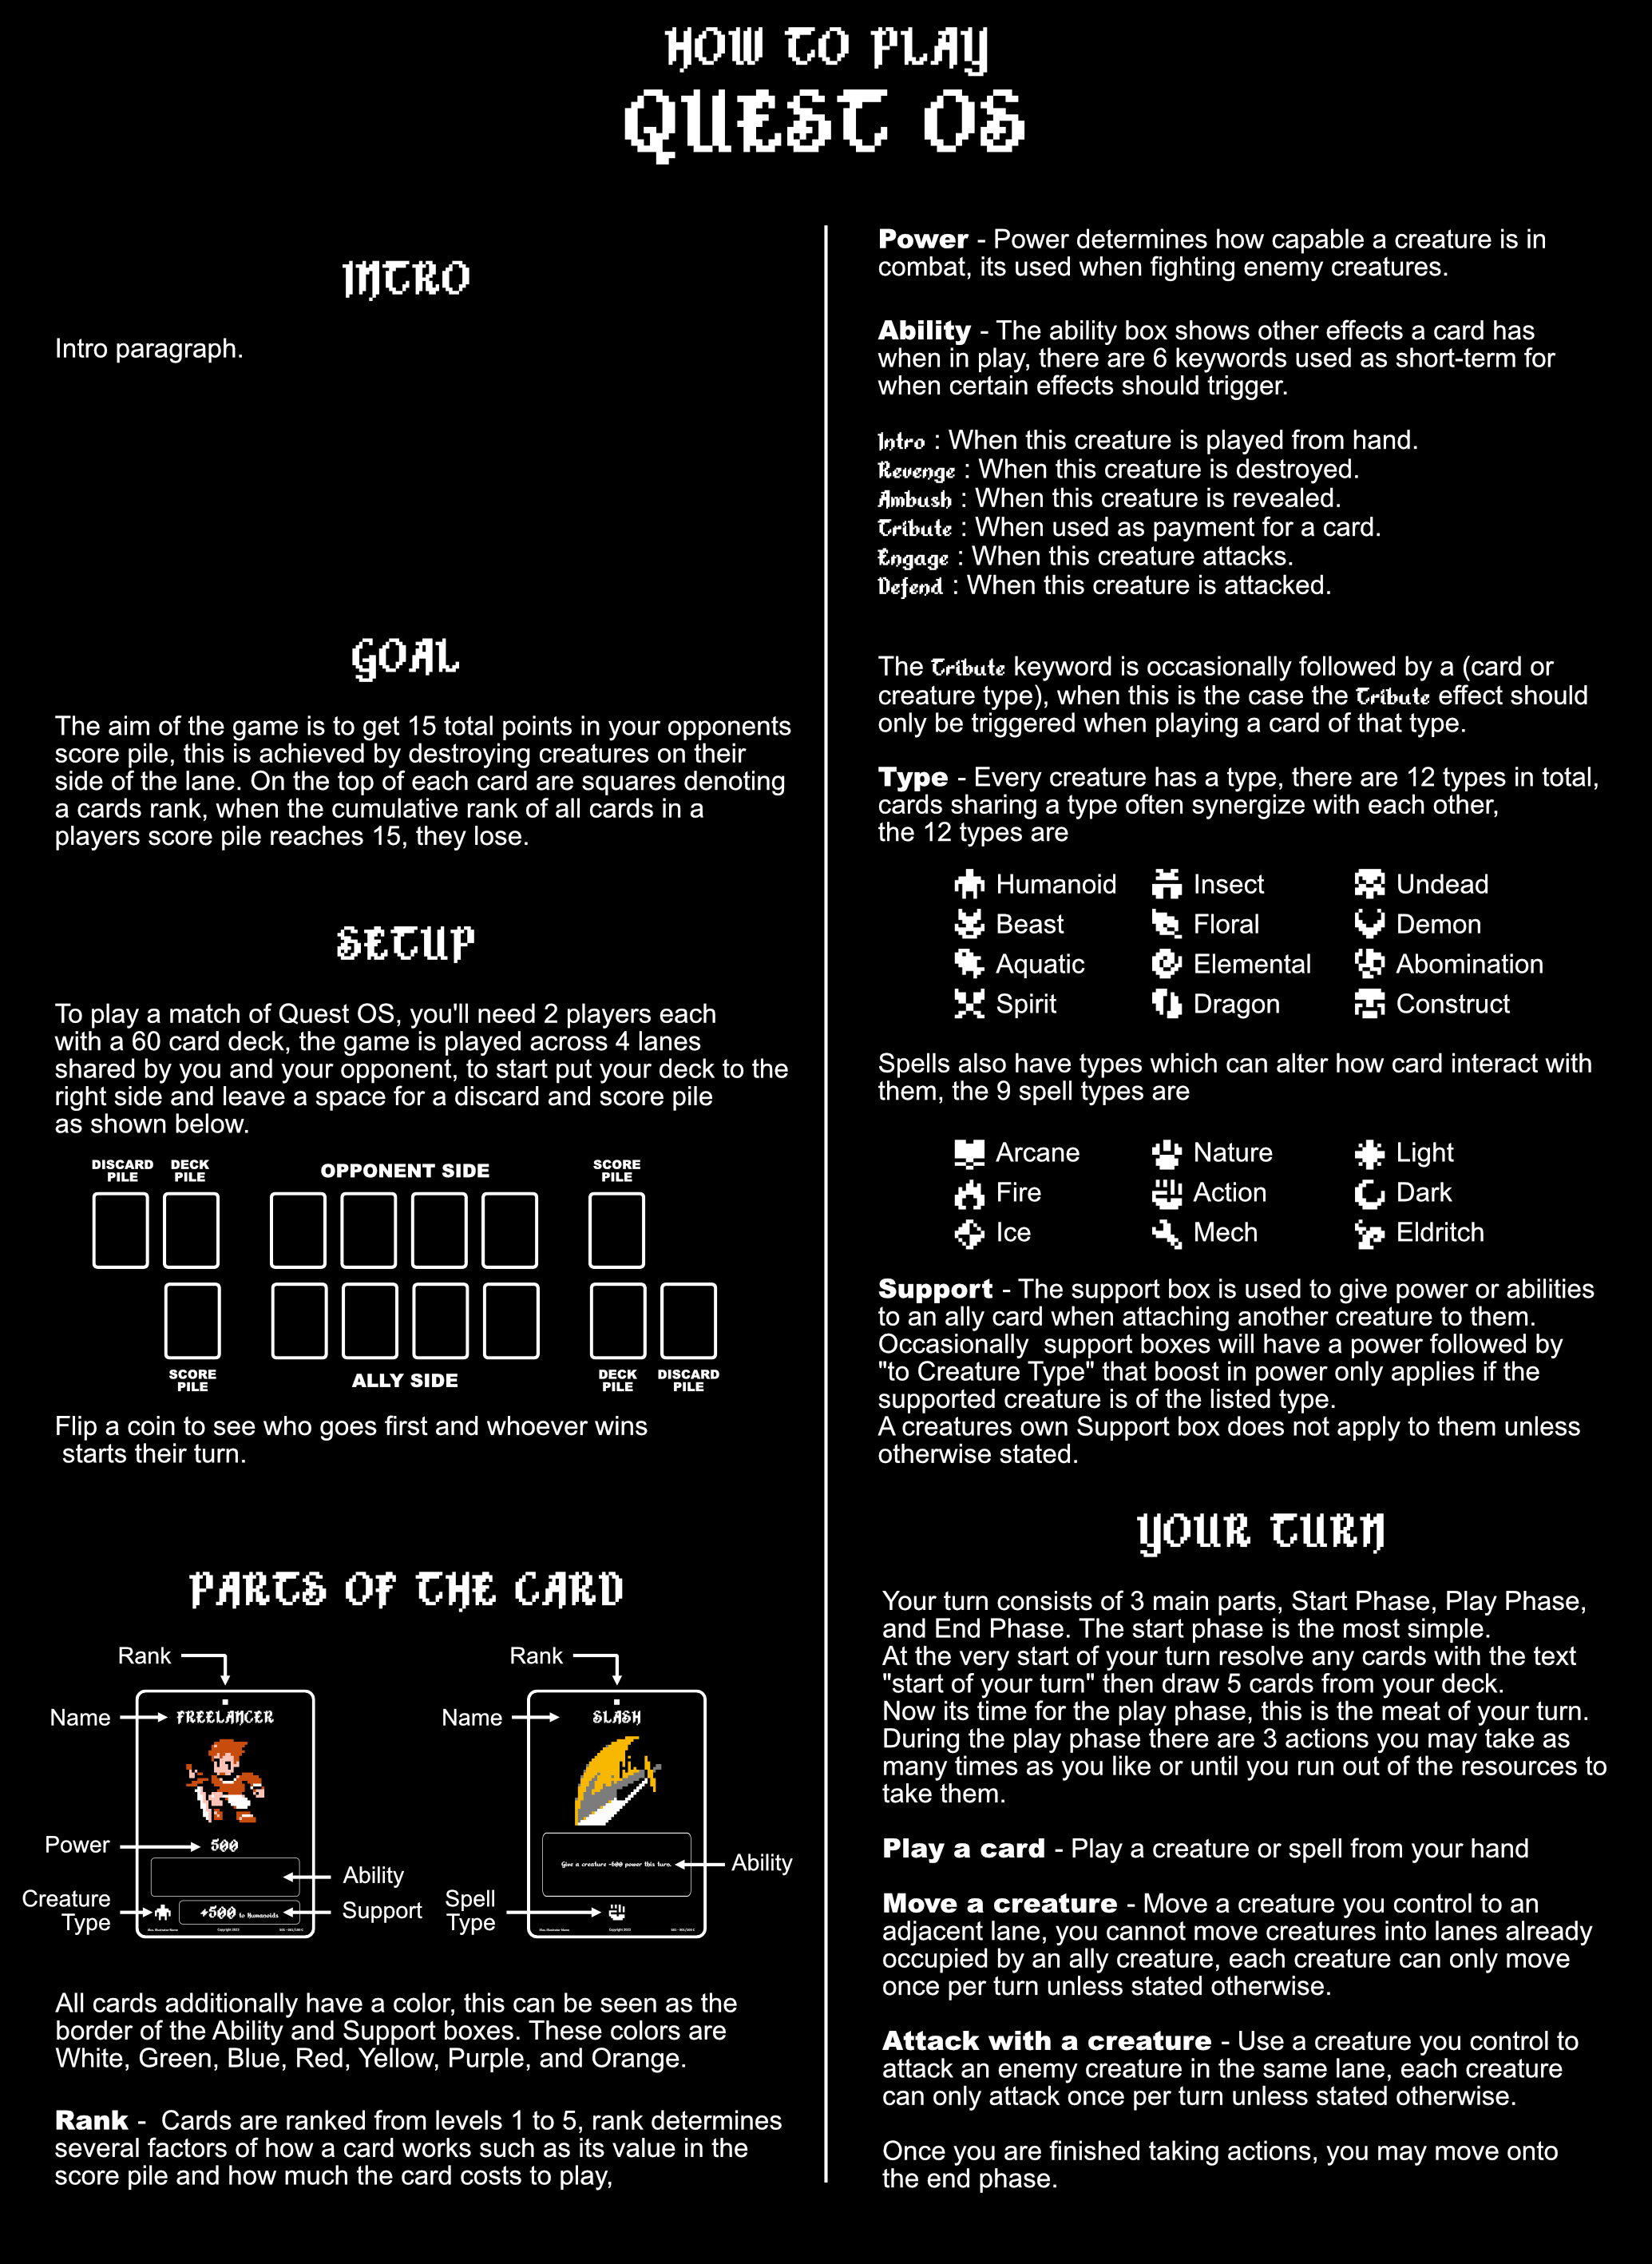 HOW TO PLAY
QUEST OS
INTRO
Intro paragraph.
GOAL
The aim of the game is to get 15 total points in your opponents
score pile, this is achieved by destroying creatures on their
side of the lane. On the top of each card are squares denoting
a cards rank, when the cumulative rank of all cards in a
players score pile reaches 15, they lose.
SETUP
To play a match of Quest OS, you'll need 2 players each
with a 60 card deck, the game is played across 4 lanes
shared by you and your opponent, to start put your deck to the
right side and leave a space for a discard and score pile
as shown below.
DISCARD PILE
DECK PILE
OPPONENT SIDE
SCORE PILE
SCORE PILE
ALLY SIDE
DECK PILE
DISCARD PILE
Flip a coin to see who goes first and whoever wins
starts their turn.
PARTS OF THE CARD
Rank
Name
FREELANCER
Power
500
Ability
Creature
Type
+500 to Humanoids
Support
Rank
Name
SLASH
Give a creature -600 power this turn.
Ability
Spell
Type
All cards additionally have a color, this can be seen as the
border of the Ability and Support boxes. These colors are
White, Green, Blue, Red, Yellow, Purple, and Orange.
Rank - Cards are ranked from levels 1 to 5, rank determines
several factors of how a card works such as its value in the
score pile and how much the card costs to play,
Power - Power determines how capable a creature is in
combat, its used when fighting enemy creatures.
Ability - The ability box shows other effects a card has
when in play, there are 6 keywords used as short-term for
when certain effects should trigger.
Intro : When this creature is played from hand.
Revenge : When this creature is destroyed.
Ambush : When this creature is revealed.
Tribute : When used as payment for a card.
Engage : When this creature attacks.
Defend : When this creature is attacked.
The Tribute keyword is occasionally followed by a (card or
creature type), when this is the case the Tribute effect should
only be triggered when playing a card of that type.
Type - Every creature has a type, there are 12 types in total,
cards sharing a type often synergize with each other,
the 12 types are
Humanoid Insect Undead
Beast Floral Demon
Aquatic Elemental Abomination
Spirit Dragon Construct
Spells also have types which can alter how card interact with
them, the 9 spell types are
Arcane Nature Light
Fire Action Dark
Ice Mech Eldritch
Support - The support box is used to give power or abilities
to an ally card when attaching another creature to them.
Occasionally support boxes will have a power followed by
"to Creature Type" that boost in power only applies if the
supported creature is of the listed type.
A creatures own Support box does not apply to them unless
otherwise stated.
YOUR TURN
Your turn consists of 3 main parts, Start Phase, Play Phase,
and End Phase. The start phase is the most simple.
At the very start of your turn resolve any cards with the text
"start of your turn" then draw 5 cards from your deck.
Now its time for the play phase, this is the meat of your turn.
During the play phase there are 3 actions you may take as
many times as you like or until you run out of the resources to
take them.
Play a card - Play a creature or spell from your hand
Move a creature - Move a creature you control to an
adjacent lane, you cannot move creatures into lanes already
occupied by an ally creature, each creature can only move
once per turn unless stated otherwise.
Attack with a creature - Use a creature you control to
attack an enemy creature in the same lane, each creature
can only attack once per turn unless stated otherwise.
Once you are finished taking actions, you may move onto
the end phase.